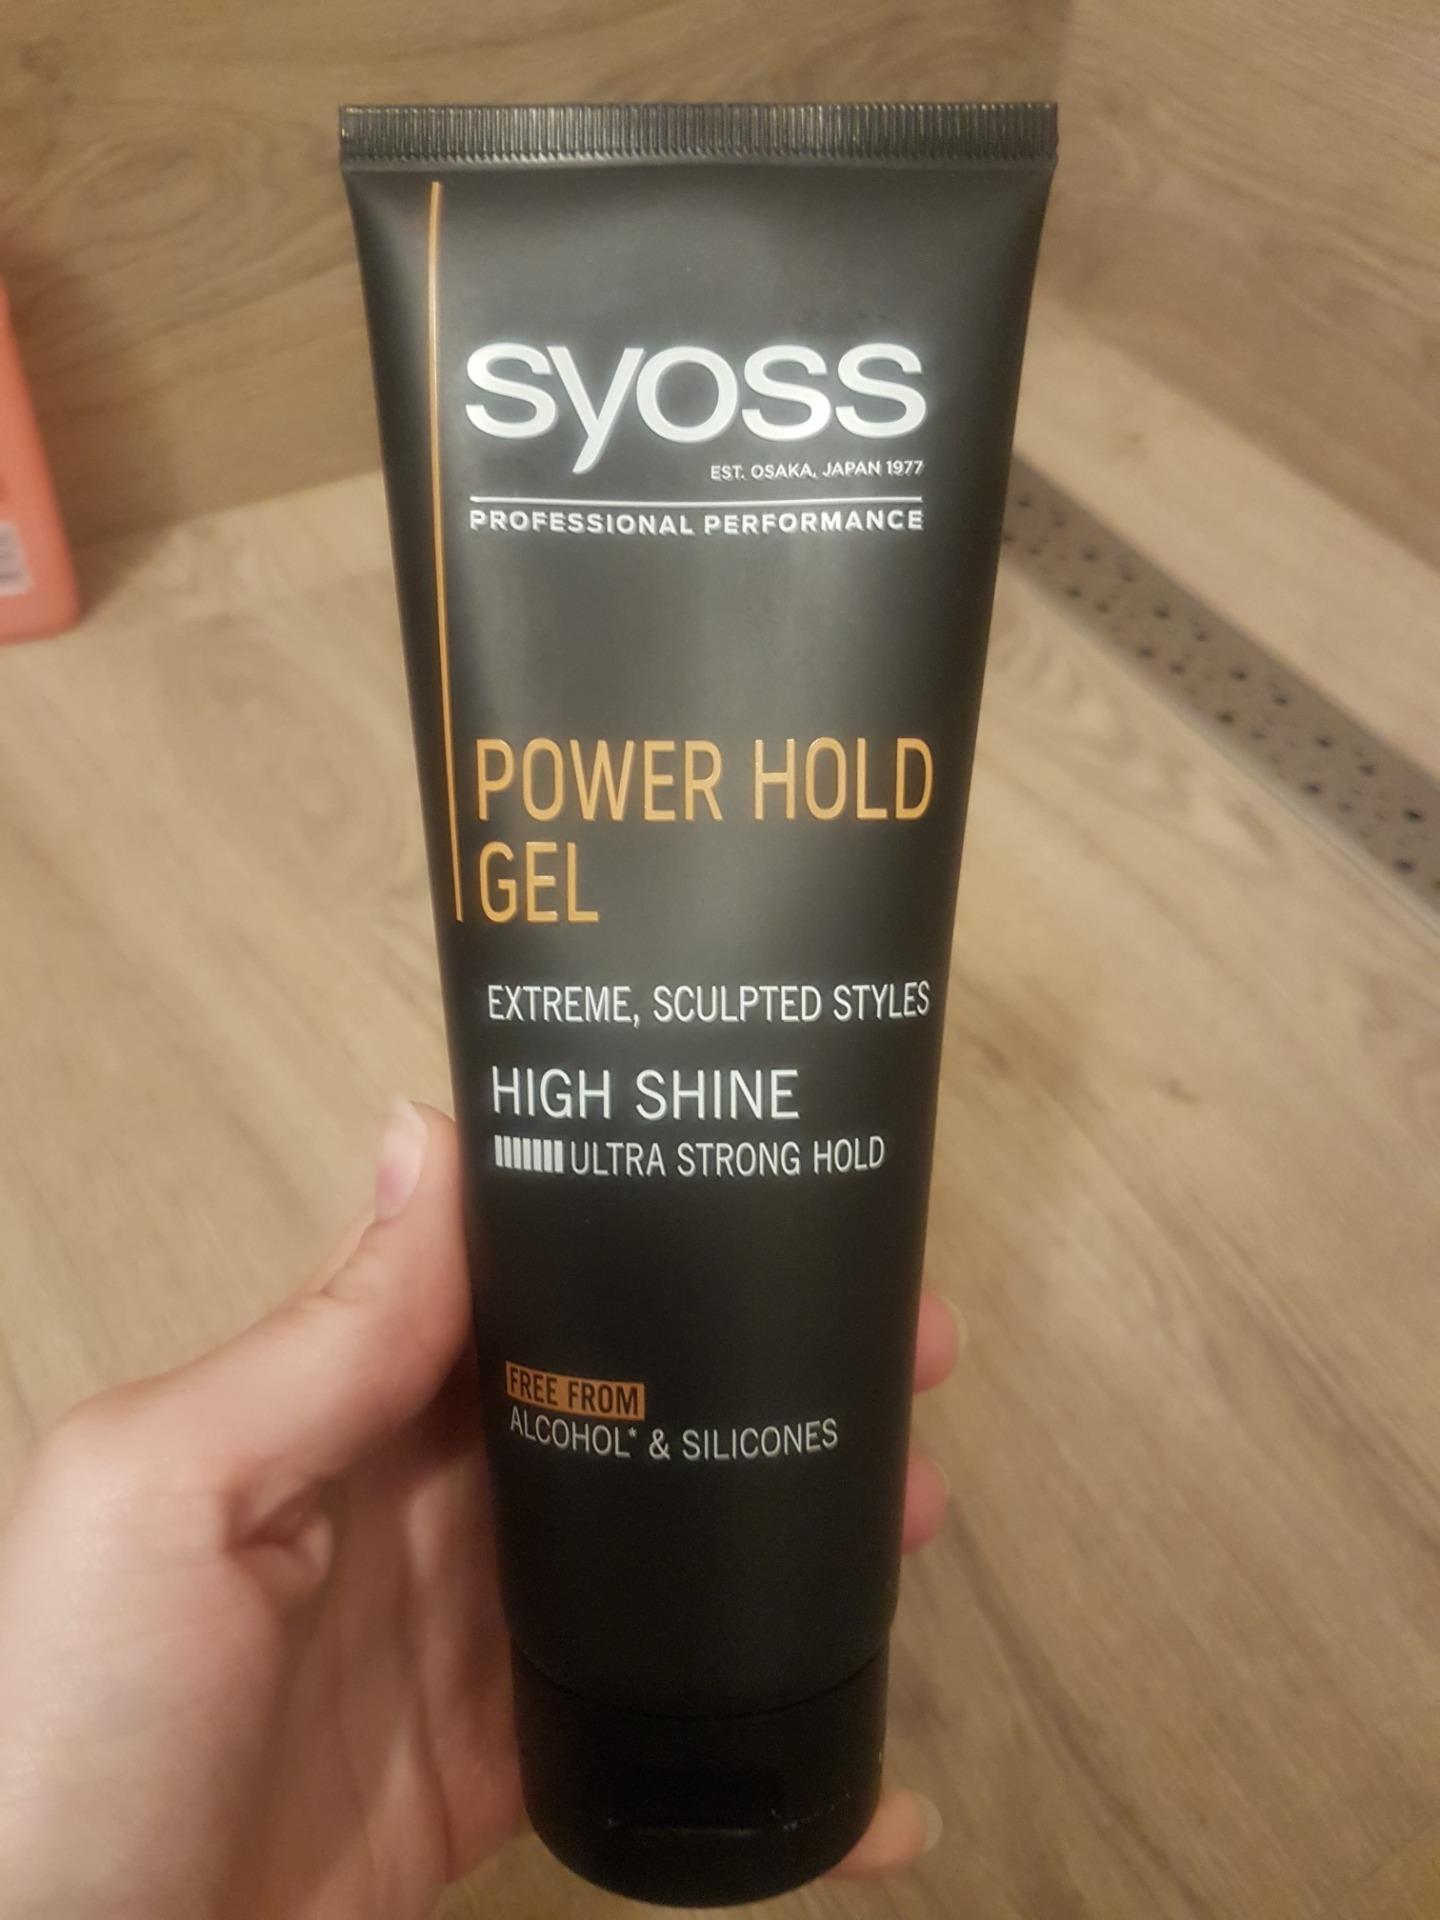 syoss
EST. OSAKA, JAPAN 1977
PROFESSIONAL PERFORMANCE
POWER HOLD
GEL
EXTREME, SCULPTED STYLES
HIGH SHINE
ULTRA STRONG HOLD
FREE FROM
ALCOHOL* & SILICONES